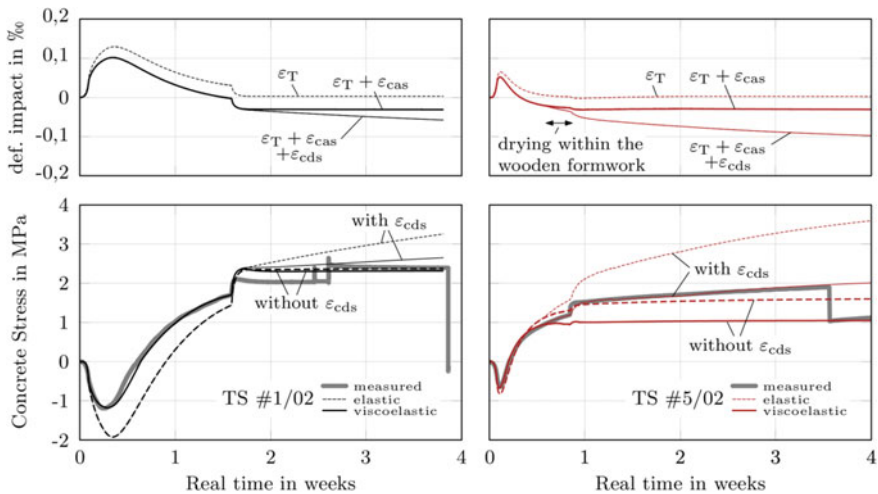 def. impact in ‰
0,2
0,1
0
-0,1
0,2
εT
εT + εcas
εT + εcas
+εcds
εT
εT + εcas
drying within the
wooden formwork
εT + εcas
+εcds
Concrete Stress in MPa
4
3
2
1
0
-1
-2
with εcds
without εcds
TS #1/02
measured
elastic
viscoelastic
0 1 2 3 4
Real time in weeks
with εcds
without εcds
TS #5/02
measured
elastic
viscoelastic
0 1 2 3 4
Real time in weeks